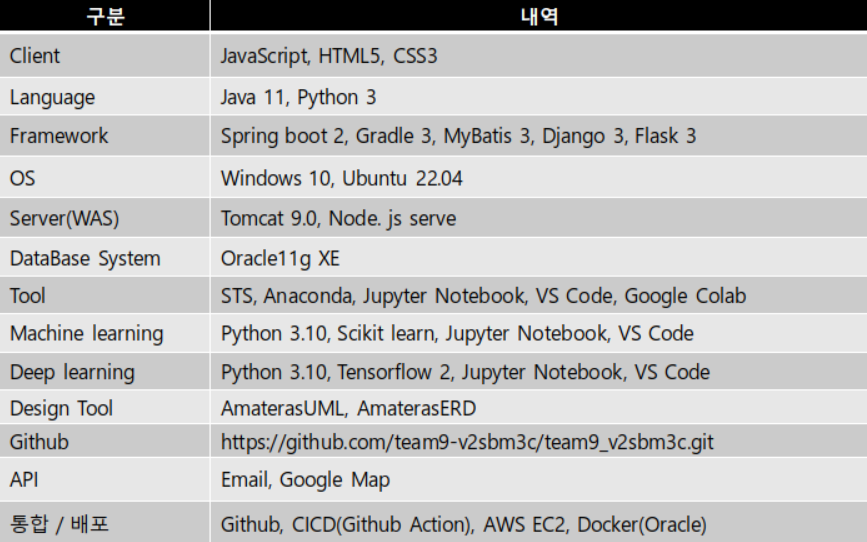 구분 내역
Client JavaScript, HTML5, CSS3
Language Java 11, Python 3
Framework Spring boot 2, Gradle 3, MyBatis 3, Django 3, Flask 3
OS Windows 10, Ubuntu 22.04
Server(WAS) Tomcat 9.0, Node. js serve
DataBase System Oracle11g XE
Tool STS, Anaconda, Jupyter Notebook, VS Code, Google Colab
Machine learning Python 3.10, Scikit learn, Jupyter Notebook, VS Code
Deep learning Python 3.10, Tensorflow 2, Jupyter Notebook, VS Code
Design Tool AmaterasUML, AmaterasERD
Github https://github.com/team9-v2sbm3c/team9_v2sbm3c.git
API Email, Google Map
통합 / 배포 Github, CICD(Github Action), AWS EC2, Docker(Oracle)